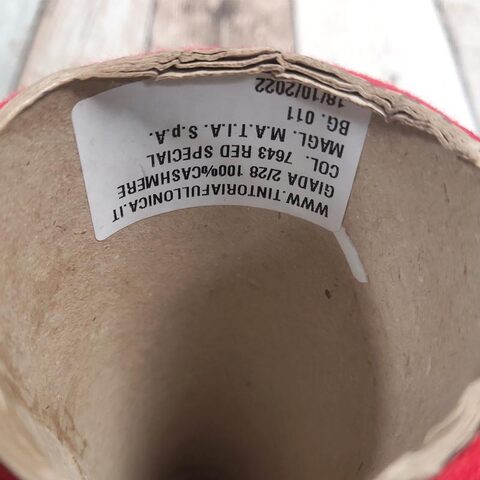 WWW.TINTORIAFULLONICA.IT
GIADA 2/28 100%CASHMERE
COL. 7643 RED SPECIAL
MAGL. M.A.T.I.A. S.p.A.
BG. 011
18/10/2022